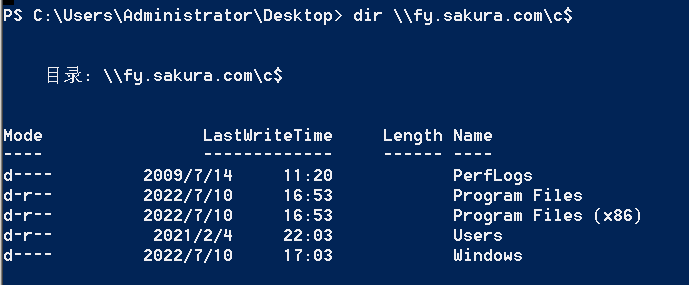 PS C:\Users\Administrator\Desktop> dir \\fy.sakura.com\c$
目录: \\fy.sakura.com\c$
Mode LastWriteTime Length Name
---- ------------- ------ ----
d---- 2009/7/14 11:20 PerfLogs
d-r-- 2022/7/10 16:53 Program Files
d-r-- 2022/7/10 16:53 Program Files (x86)
d-r-- 2021/2/4 22:03 Users
d---- 2022/7/10 17:03 Windows